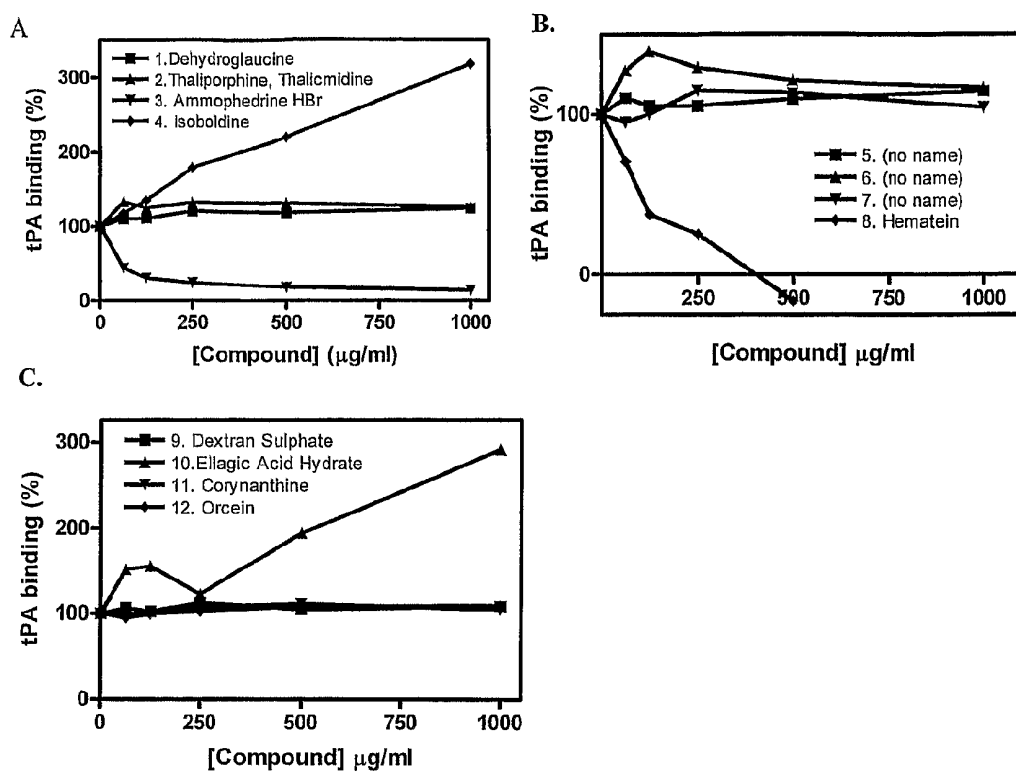 A
300
200
100
0
tPA binding (%)
1.Dehydroglaucine
2.Thaliporphine, Thalicmidine
3. Ammophedrine HBr
4. Isoboldine
0 250 500 750 1000
[Compound] (µg/ml)
B.
100
0
tPA binding (%)
5. (no name)
6. (no name)
7. (no name)
8. Hematein
250 500 750 1000
[Compound] µg/ml
C.
300
200
100
0
tPA binding (%)
9. Dextran Sulphate
10.Ellagic Acid Hydrate
11. Corynanthine
12. Orcein
0 250 500 750 1000
[Compound] µg/ml